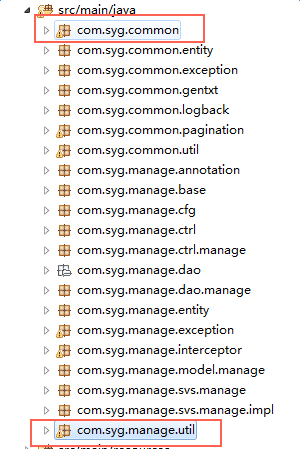 src/main/java
com.syg.common
com.syg.common.entity
com.syg.common.exception
com.syg.common.gentxt
com.syg.common.logback
com.syg.common.pagination
com.syg.common.util
com.syg.manage.annotation
com.syg.manage.base
com.syg.manage.cfg
com.syg.manage.ctrl
com.syg.manage.ctrl.manage
com.syg.manage.dao
com.syg.manage.dao.manage
com.syg.manage.entity
com.syg.manage.exception
com.syg.manage.interceptor
com.syg.manage.model.manage
com.syg.manage.svs.manage
com.syg.manage.svs.manage.impl
com.syg.manage.util